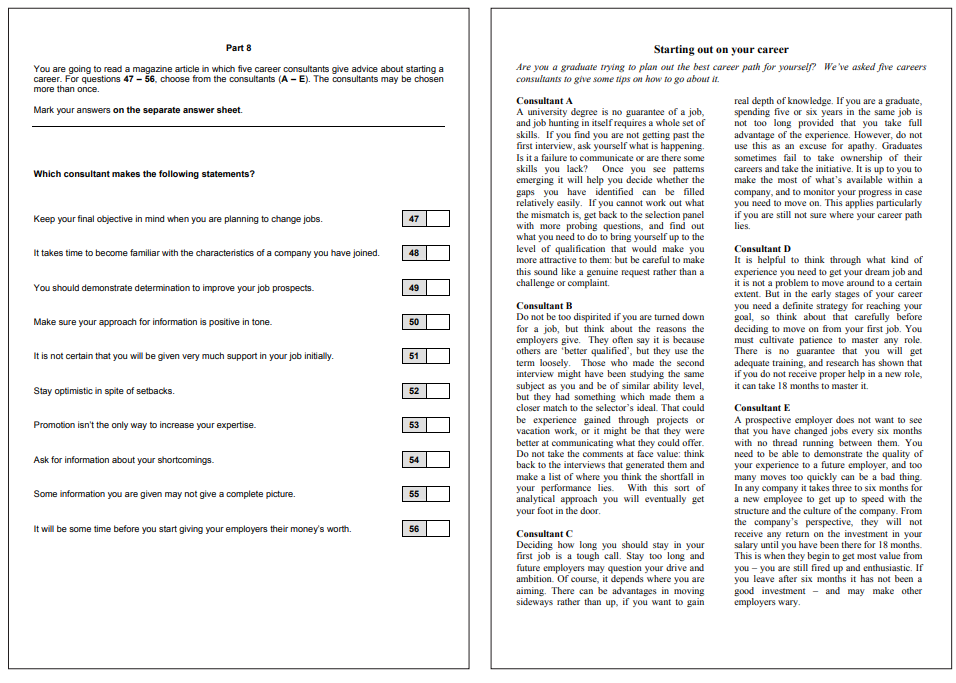 Part 8
You are going to read a magazine article in which five career consultants give advice about starting a
career. For questions 47 – 56, choose from the consultants (A – E). The consultants may be chosen
more than once.
Mark your answers on the separate answer sheet.
Which consultant makes the following statements?
Keep your final objective in mind when you are planning to change jobs. 47
It takes time to become familiar with the characteristics of a company you have joined. 48
You should demonstrate determination to improve your job prospects. 49
Make sure your approach for information is positive in tone. 50
It is not certain that you will be given very much support in your job initially. 51
Stay optimistic in spite of setbacks. 52
Promotion isn't the only way to increase your expertise. 53
Ask for information about your shortcomings. 54
Some information you are given may not give a complete picture. 55
It will be some time before you start giving your employers their money's worth. 56
Starting out on your career
Are you a graduate trying to plan out the best career path for yourself? We've asked five careers
consultants to give some tips on how to go about it.
Consultant A
A university degree is no guarantee of a job,
and job hunting in itself requires a whole set of
skills. If you find you are not getting past the
first interview, ask yourself what is happening.
Is it a failure to communicate or are there some
skills you lack? Once you see patterns
emerging it will help you decide whether the
gaps you have identified can be filled
relatively easily. If you cannot work out what
the mismatch is, get back to the selection panel
with more probing questions, and find out
what you need to do to bring yourself up to the
level of qualification that would make you
more attractive to them: but be careful to make
this sound like a genuine request rather than a
challenge or complaint.
Consultant B
Do not be too dispirited if you are turned down
for a job, but think about the reasons the
employers give. They often say it is because
others are 'better qualified', but they use the
term loosely. Those who made the second
interview might have been studying the same
subject as you and be of similar ability level,
but they had something which made them a
closer match to the selector's ideal. That could
be experience gained through projects or
vacation work, or it might be that they were
better at communicating what they could offer.
Do not take the comments at face value: think
back to the interviews that generated them and
make a list of where you think the shortfall in
your performance lies. With this sort of
analytical approach you will eventually get
your foot in the door.
Consultant C
Deciding how long you should stay in your
first job is a tough call. Stay too long and
future employers may question your drive and
ambition. Of course, it depends where you are
aiming. There can be advantages in moving
sideways rather than up, if you want to gain
real depth of knowledge. If you are a graduate,
spending five or six years in the same job is
not too long provided that you take full
advantage of the experience. However, do not
use this as an excuse for apathy. Graduates
sometimes fail to take ownership of their
careers and take the initiative. It is up to you to
make the most of what's available within a
company, and to monitor your progress in case
you need to move on. This applies particularly
if you are still not sure where your career path
lies.
Consultant D
It is helpful to think through what kind of
experience you need to get your dream job and
it is not a problem to move around to a certain
extent. But in the early stages of your career
you need a definite strategy for reaching your
goal, so think about that carefully before
deciding to move on from your first job. You
must cultivate patience to master any role.
There is no guarantee that you will get
adequate training, and research has shown that
if you do not receive proper help in a new role,
it can take 18 months to master it.
Consultant E
A prospective employer does not want to see
that you have changed jobs every six months
with no thread running between them. You
need to be able to demonstrate the quality of
your experience to a future employer, and too
many moves too quickly can be a bad thing.
In any company it takes three to six months for
a new employee to get up to speed with the
structure and the culture of the company. From
the company's perspective, they will not
receive any return on the investment in your
salary until you have been there for 18 months.
This is when they begin to get most value from
you – you are still fired up and enthusiastic. If
you leave after six months it has not been a
good investment – and may make other
employers wary.